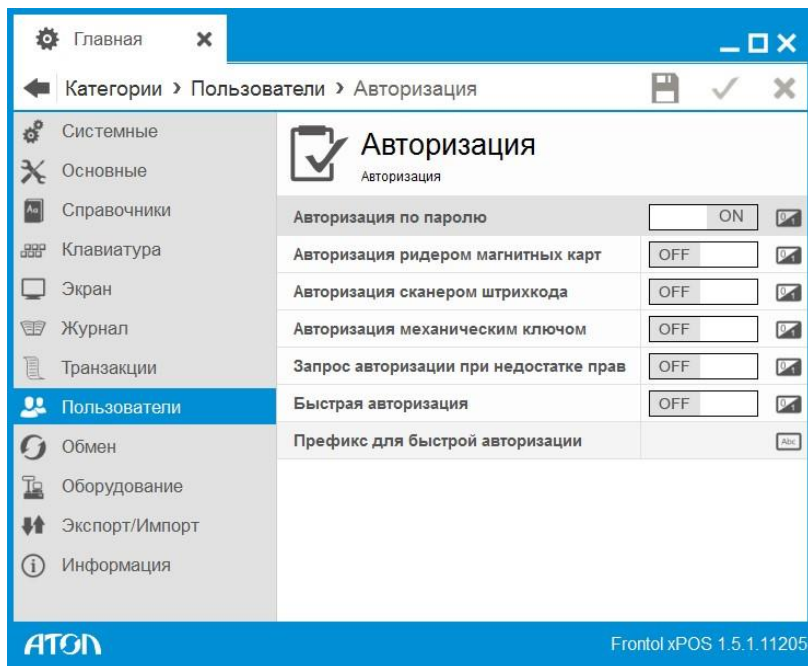 Главная
Категории › Пользователи › Авторизация
Системные
Основные
Справочники
Клавиатура
Экран
Журнал
Транзакции
Пользователи
Обмен
Оборудование
Экспорт/Импорт
Информация
Авторизация
Авторизация
Авторизация по паролю ON
Авторизация ридером магнитных карт OFF
Авторизация сканером штрихкода OFF
Авторизация механическим ключом OFF
Запрос авторизации при недостатке прав OFF
Быстрая авторизация OFF
Префикс для быстрой авторизации Abc
АТОЛ
Frontol xPOS 1.5.1.11205